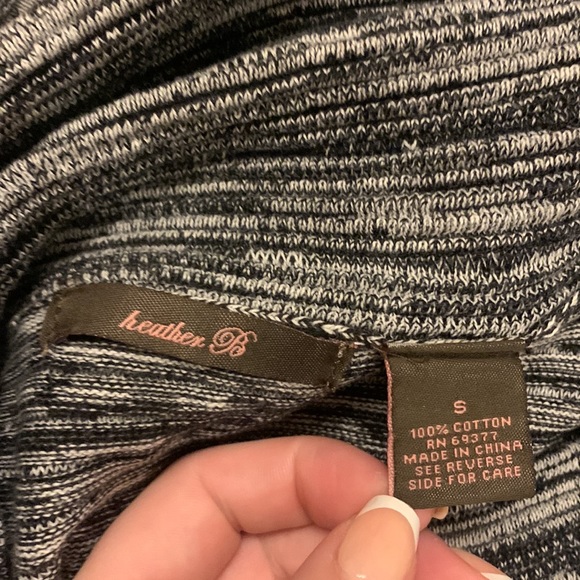 heather B
S
100% COTTON
RN 69377
MADE IN CHINA
SEE REVERSE
SIDE FOR CARE